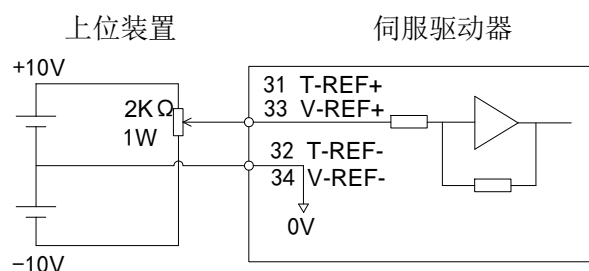 上位装置
伺服驱动器
+10V
31 T-REF+
2KΩ
33 V-REF+
1W
32 T-REF-
34 V-REF-
0V
−10V